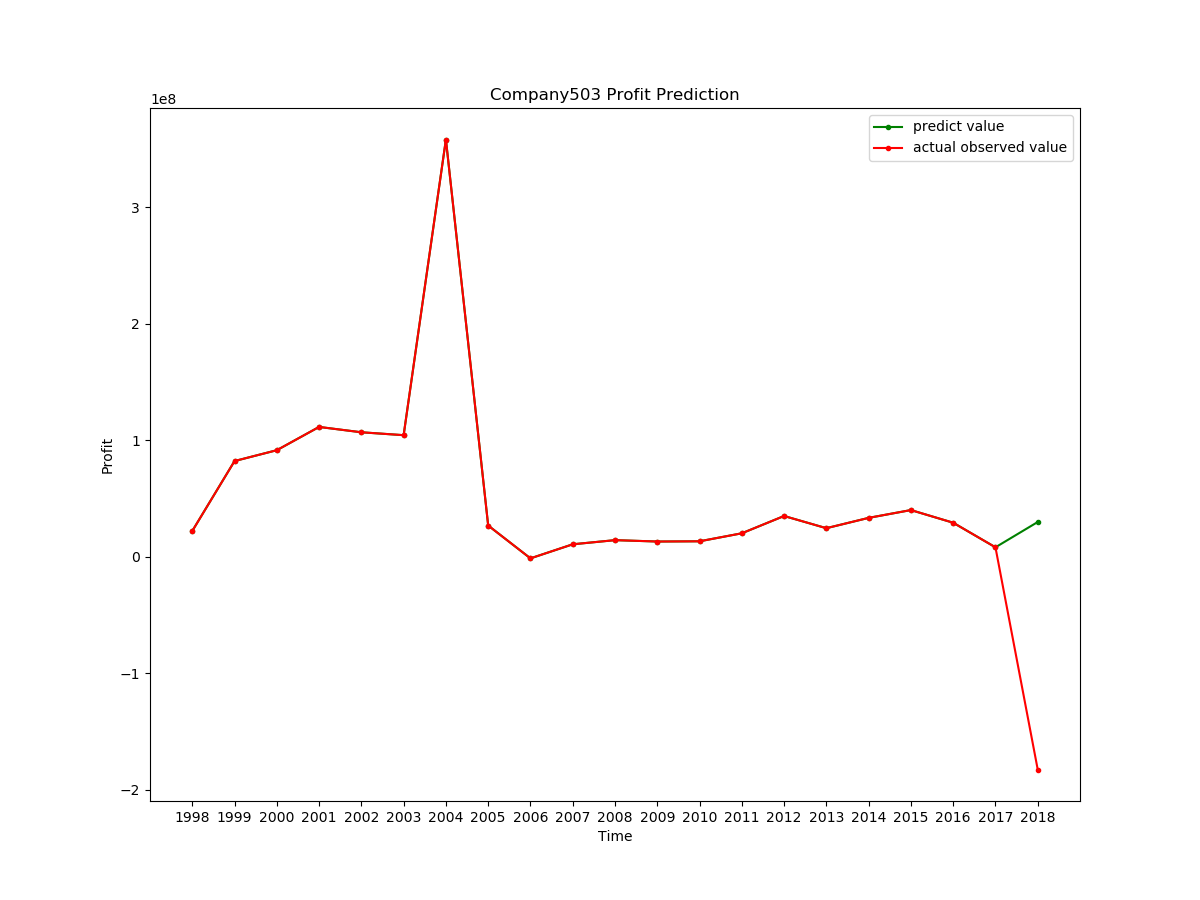 Company503 Profit Prediction
1e8
predict value
actual observed value
3
2
1
0
−1
−2
Profit
1998 1999 2000 2001 2002 2003 2004 2005 2006 2007 2008 2009 2010 2011 2012 2013 2014 2015 2016 2017 2018
Time